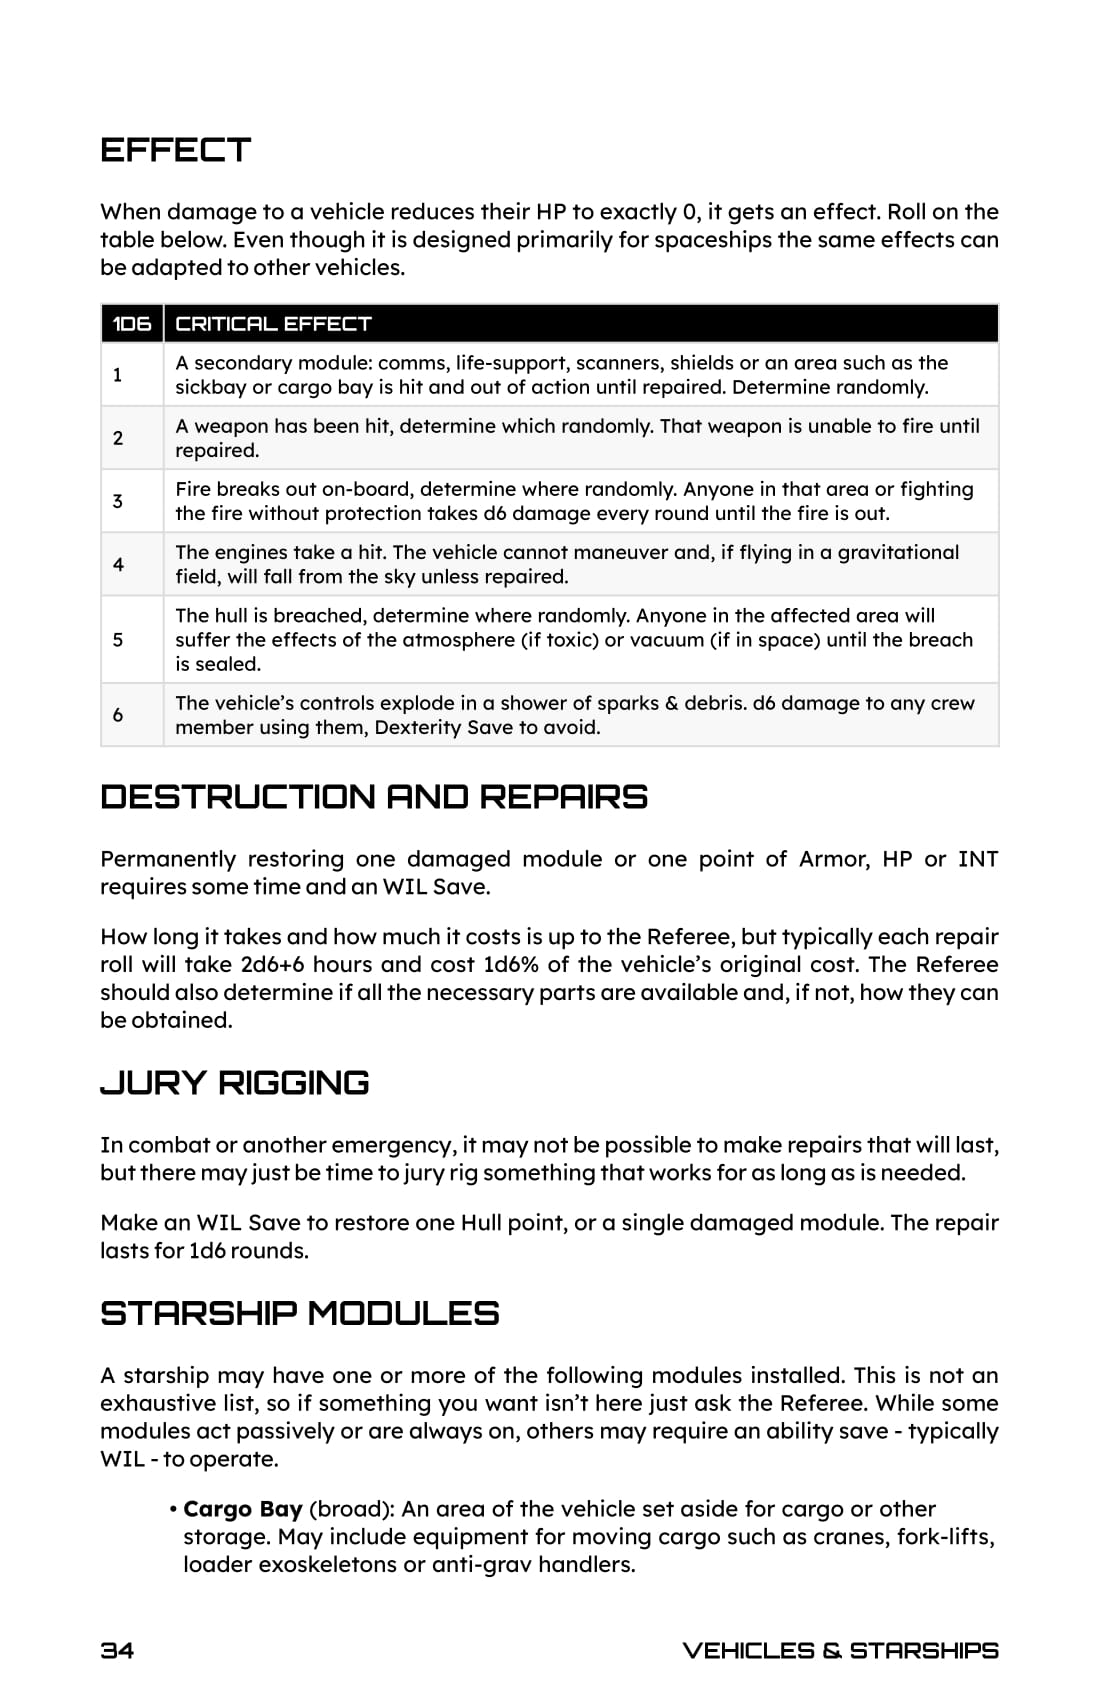 EFFECT
When damage to a vehicle reduces their HP to exactly 0, it gets an effect. Roll on the
table below. Even though it is designed primarily for spaceships the same effects can
be adapted to other vehicles.
1D6 CRITICAL EFFECT
1 A secondary module: comms, life-support, scanners, shields or an area such as the
sickbay or cargo bay is hit and out of action until repaired. Determine randomly.
2 A weapon has been hit, determine which randomly. That weapon is unable to fire until
repaired.
3 Fire breaks out on-board, determine where randomly. Anyone in that area or fighting
the fire without protection takes d6 damage every round until the fire is out.
4 The engines take a hit. The vehicle cannot maneuver and, if flying in a gravitational
field, will fall from the sky unless repaired.
5 The hull is breached, determine where randomly. Anyone in the affected area will
suffer the effects of the atmosphere (if toxic) or vacuum (if in space) until the breach
is sealed.
6 The vehicle’s controls explode in a shower of sparks & debris. d6 damage to any crew
member using them, Dexterity Save to avoid.
DESTRUCTION AND REPAIRS
Permanently restoring one damaged module or one point of Armor, HP or INT
requires some time and an WIL Save.
How long it takes and how much it costs is up to the Referee, but typically each repair
roll will take 2d6+6 hours and cost 1d6% of the vehicle’s original cost. The Referee
should also determine if all the necessary parts are available and, if not, how they can
be obtained.
JURY RIGGING
In combat or another emergency, it may not be possible to make repairs that will last,
but there may just be time to jury rig something that works for as long as is needed.
Make an WIL Save to restore one Hull point, or a single damaged module. The repair
lasts for 1d6 rounds.
STARSHIP MODULES
A starship may have one or more of the following modules installed. This is not an
exhaustive list, so if something you want isn’t here just ask the Referee. While some
modules act passively or are always on, others may require an ability save - typically
WIL - to operate.
• Cargo Bay (broad): An area of the vehicle set aside for cargo or other
storage. May include equipment for moving cargo such as cranes, fork-lifts,
loader exoskeletons or anti-grav handlers.
34 VEHICLES & STARSHIPS